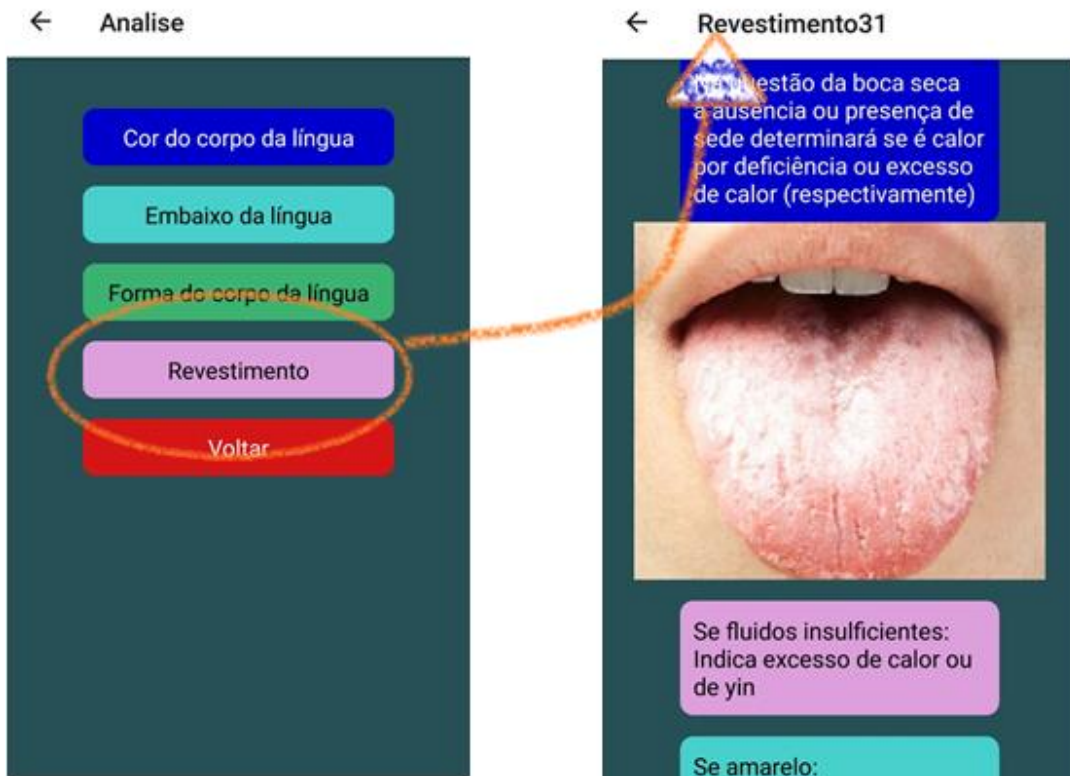 Analise
Cor do corpo da língua
Embaixo da língua
Forma do corpo da língua
Revestimento
Voltar
Revestimento31
questão da boca seca
a ausência ou presença de
sede determinará se é calor
por deficiência ou excesso
de calor (respectivamente)
Se fluidos insulficientes:
Indica excesso de calor ou
de yin
Se amarelo: